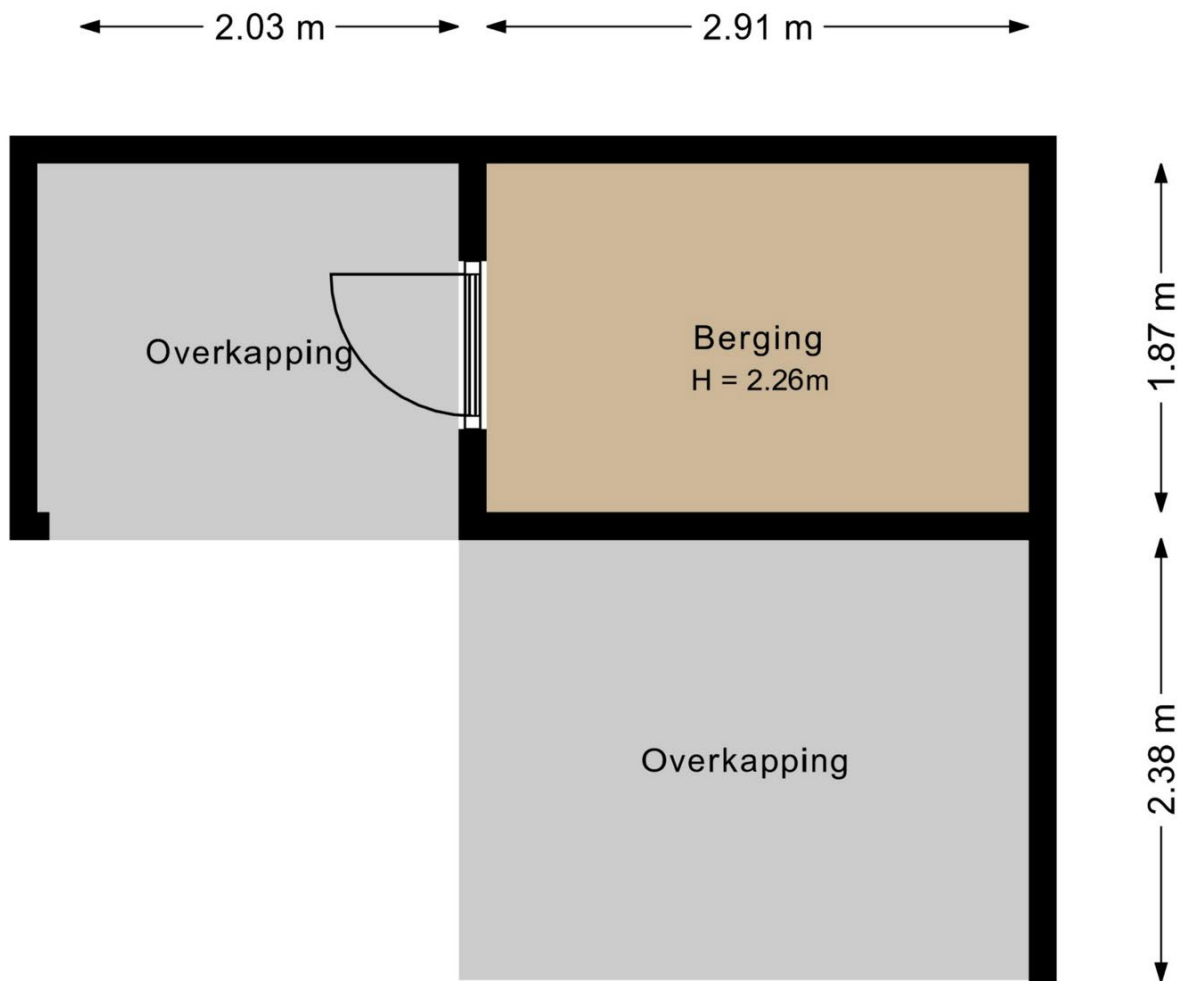 2.03 m
2.91 m
Overkapping
Berging
H = 2.26m
1.87 m
Overkapping
2.38 m